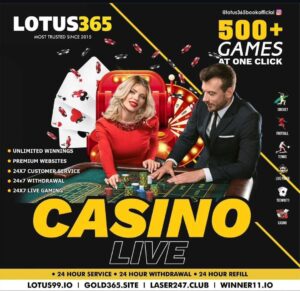 LOTUS365
MOST TRUSTED SINCE 2015
@lotus365bookofficial
500+
GAMES
AT ONE CLICK
CRICKET
FOOTBALL
TENNIS
• UNLIMITED WINNINGS
• PREMIUM WEBSITES
• 24X7 CUSTOMER SERVICE
• 24x7 WITHDRAWAL
• 24X7 LIVE GAMING
CASINO
LIVE
• 24 HOUR SERVICE • 24 HOUR WITHDRAWAL • 24 HOUR REFILL
LOTUS99.IO | GOLD365.SITE | LASER247.CLUB | WINNER11.IO